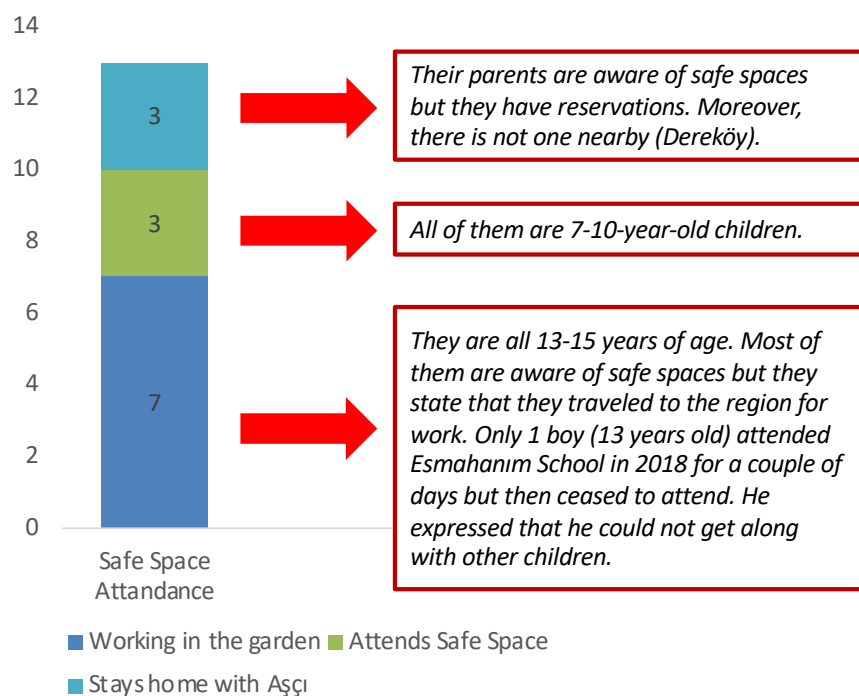 14
12
10
8
6
4
2
0
3
3
7
Safe Space
Attandance
Their parents are aware of safe spaces
but they have reservations. Moreover,
there is not one nearby (Dereköy).
All of them are 7-10-year-old children.
They are all 13-15 years of age. Most of
them are aware of safe spaces but they
state that they traveled to the region for
work. Only 1 boy (13 years old) attended
Esmahanım School in 2018 for a couple of
days but then ceased to attend. He
expressed that he could not get along
with other children.
Working in the garden Attends Safe Space
Stays home with Aşçı